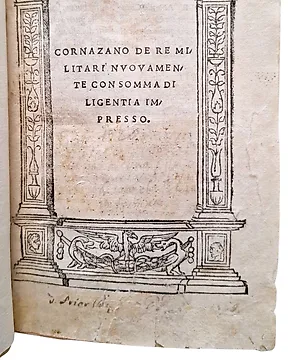 CORNAZANO DE RE MI/
LITARI NVOVAMEN/
TE CON SOMMA DI
LIGENTIA IM/
PRESSO.